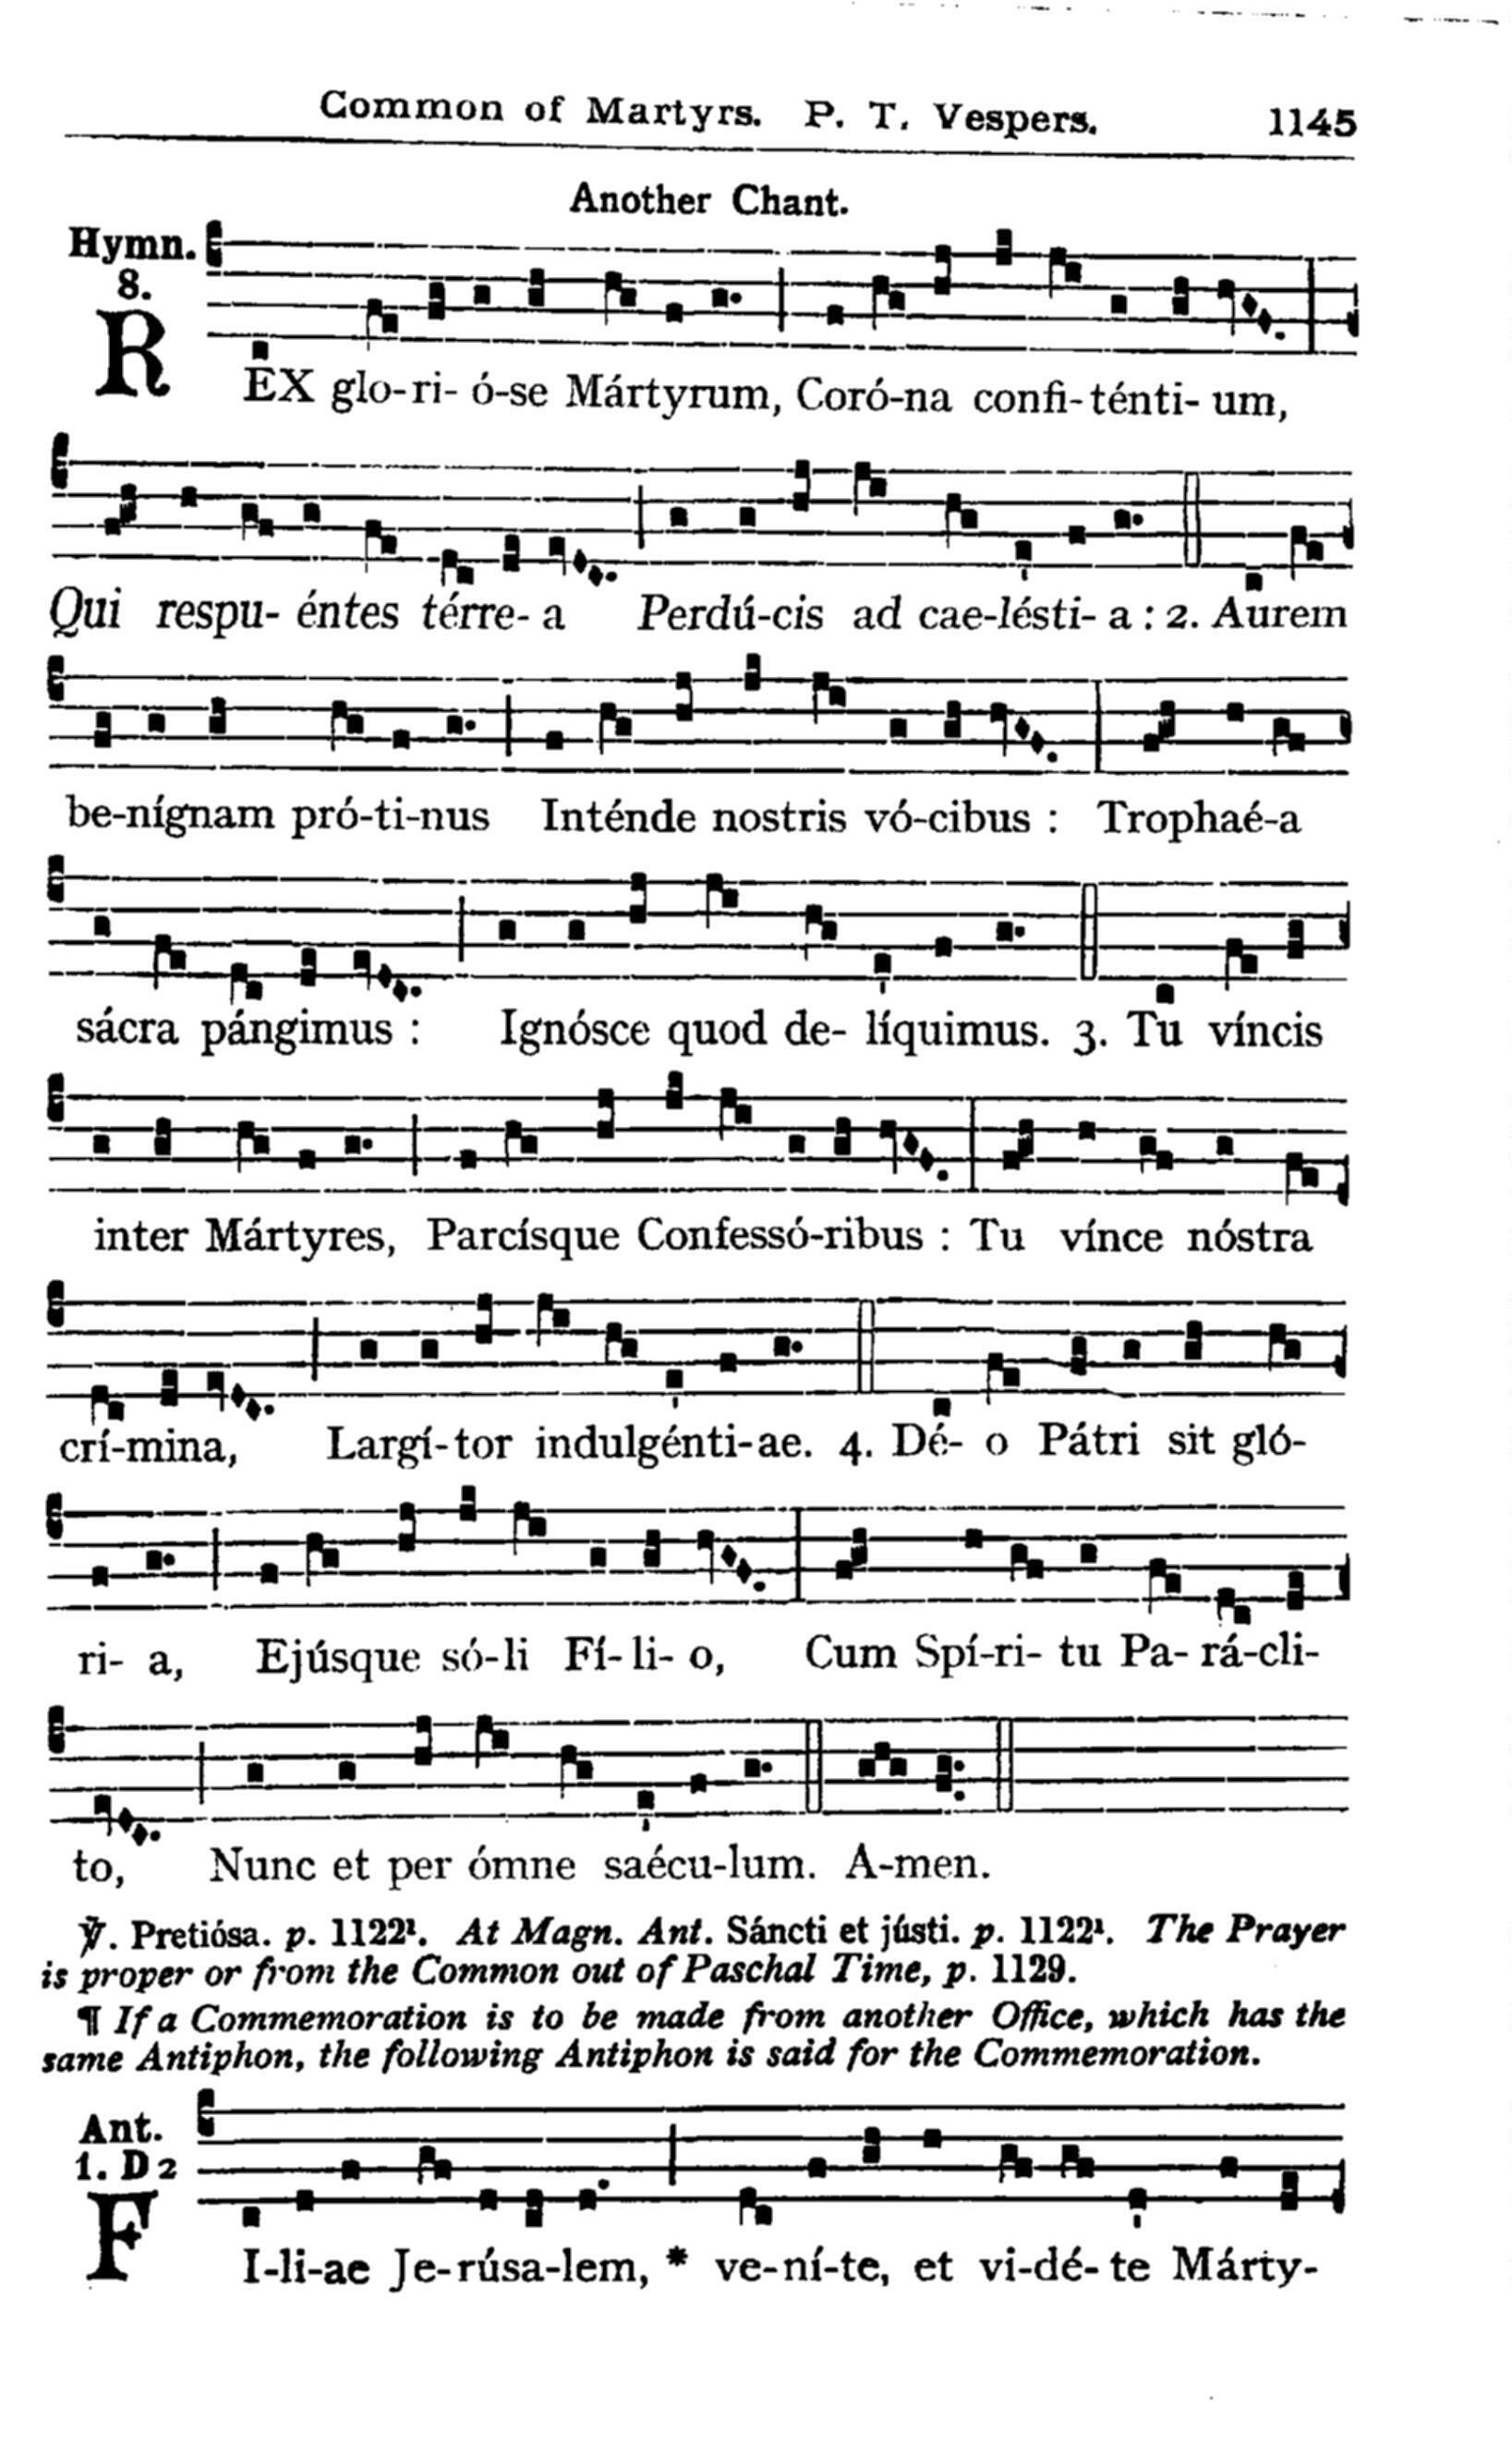 Common of Martyrs. P. T. Vespers. 1145
Another Chant.
Hymn.
8.
REX glo-ri- ó-se Mártyrum, Coró-na confi-ténti- um,
Qui respu- éntes térre- a Perdú-cis ad cae-lésti- a : 2. Aurem
be-nígnam pró-ti-nus Inténde nostris vó-cibus : Trophaé-a
sácra pángimus : Ignósce quod de- líquimus. 3. Tu víncis
inter Mártyres, Parcísque Confessó-ribus : Tu vínce nóstra
crí-mina, Largí-tor indulgénti-ae. 4. Dé- o Pátri sit gló-
ri- a, Ejúsque só-li Fí- li- o, Cum Spí-ri- tu Pa- rá-cli-
to, Nunc et per ómne saécu-lum. A-men.
℣. Pretiósa. p. 1122¹. At Magn. Ant. Sáncti et jústi. p. 1122¹. The Prayer
is proper or from the Common out of Paschal Time, p. 1129.
¶ If a Commemoration is to be made from another Office, which has the
same Antiphon, the following Antiphon is said for the Commemoration.
Ant.
1. D 2
FI-li-ae Je-rúsa-lem, * ve-ní-te, et vi-dé- te Márty-